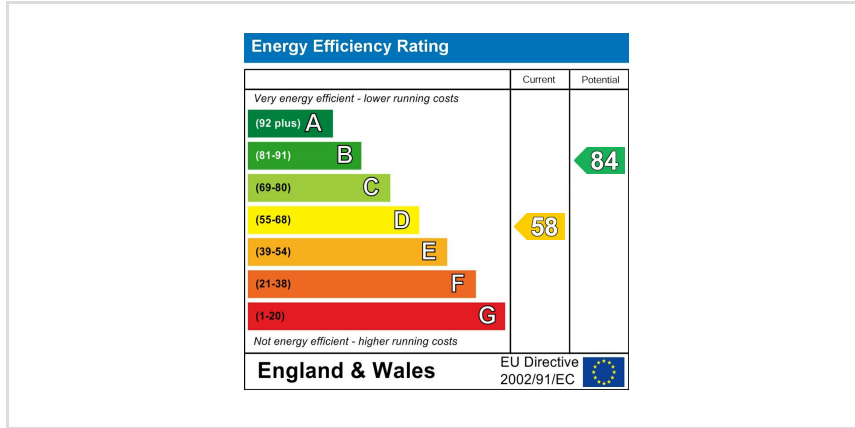 Energy Efficiency Rating
Current Potential
Very energy efficient - lower running costs
(92 plus) A
(81-91) B
84
(69-80) C
(55-68) D
58
(39-54) E
(21-38) F
(1-20) G
Not energy efficient - higher running costs
England & Wales
EU Directive
2002/91/EC